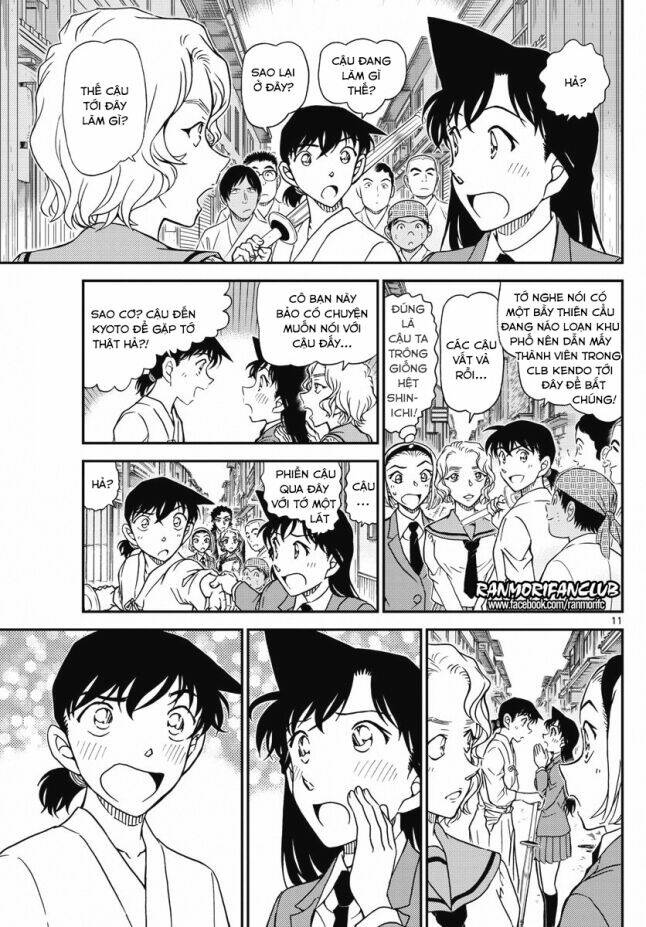 HẢ?
CẬU ĐANG
LÀM GÌ
THẾ?
SAO LẠI
Ở ĐÂY?
THẾ CẬU
TỚI ĐÂY
LÀM GÌ?
TỚ NGHE NÓI CÓ
MỘT BẦY THIÊN CẨU
ĐANG NÁO LOẠN KHU
PHỐ NÊN DẪN MẤY
THÀNH VIÊN TRONG
CLB KENDO TỚI
ĐÂY ĐỂ BẮT
CHÚNG!
CÁC CẬU
VẤT VẢ
RỒI...
ĐÚNG
LÀ CẬU TA
TRÔNG
GIỐNG
HỆT
SHIN-
ICHI!
CÔ BẠN NÀY
BẢO CÓ CHUYỆN
MUỐN NÓI VỚI
CẬU ĐẤY...
SAO CƠ? CẬU ĐẾN
KYOTO ĐỂ GẶP TỚ
THẬT HẢ?!
CẬU
...
PHIỀN CẬU
QUA ĐÂY
VỚI TỚ MỘT
LÁT
HẢ?
RANMORIFANCLUB
www.facebook.com/ranmorifc
11